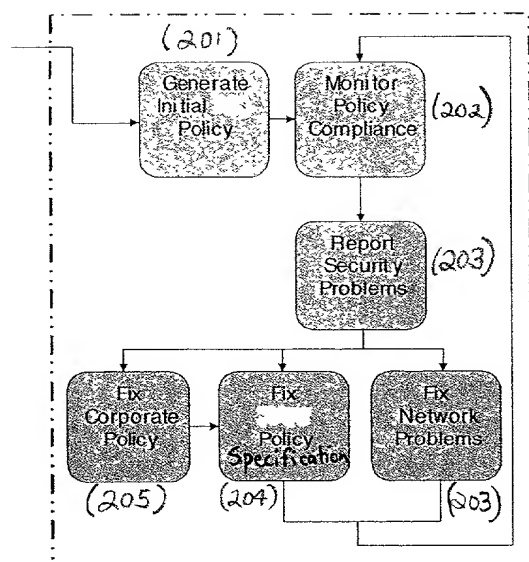 (201)
Generate
Initial
Policy
Monitor
Policy
Compliance
(202)
Report
Security
Problems
(203)
Fix
Corporate
Policy
Fix
Policy
Specification
Fix
Network
Problems
(205)
(204)
(203)